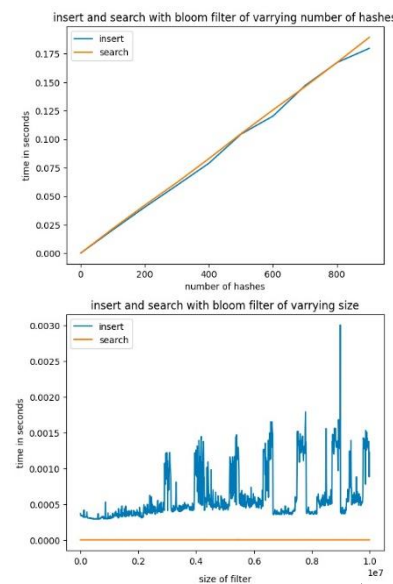 insert and search with bloom filter of varrying number of hashes
insert
search
0.175
0.150
0.125
0.100
0.075
0.050
0.025
0.000
time in seconds
0
200
400
600
800
number of hashes
insert and search with bloom filter of varrying size
insert
search
0.0030
0.0025
0.0020
0.0015
0.0010
0.0005
0.0000
time in seconds
0.0
0.2
0.4
0.6
0.8
1.0
1e7
size of filter